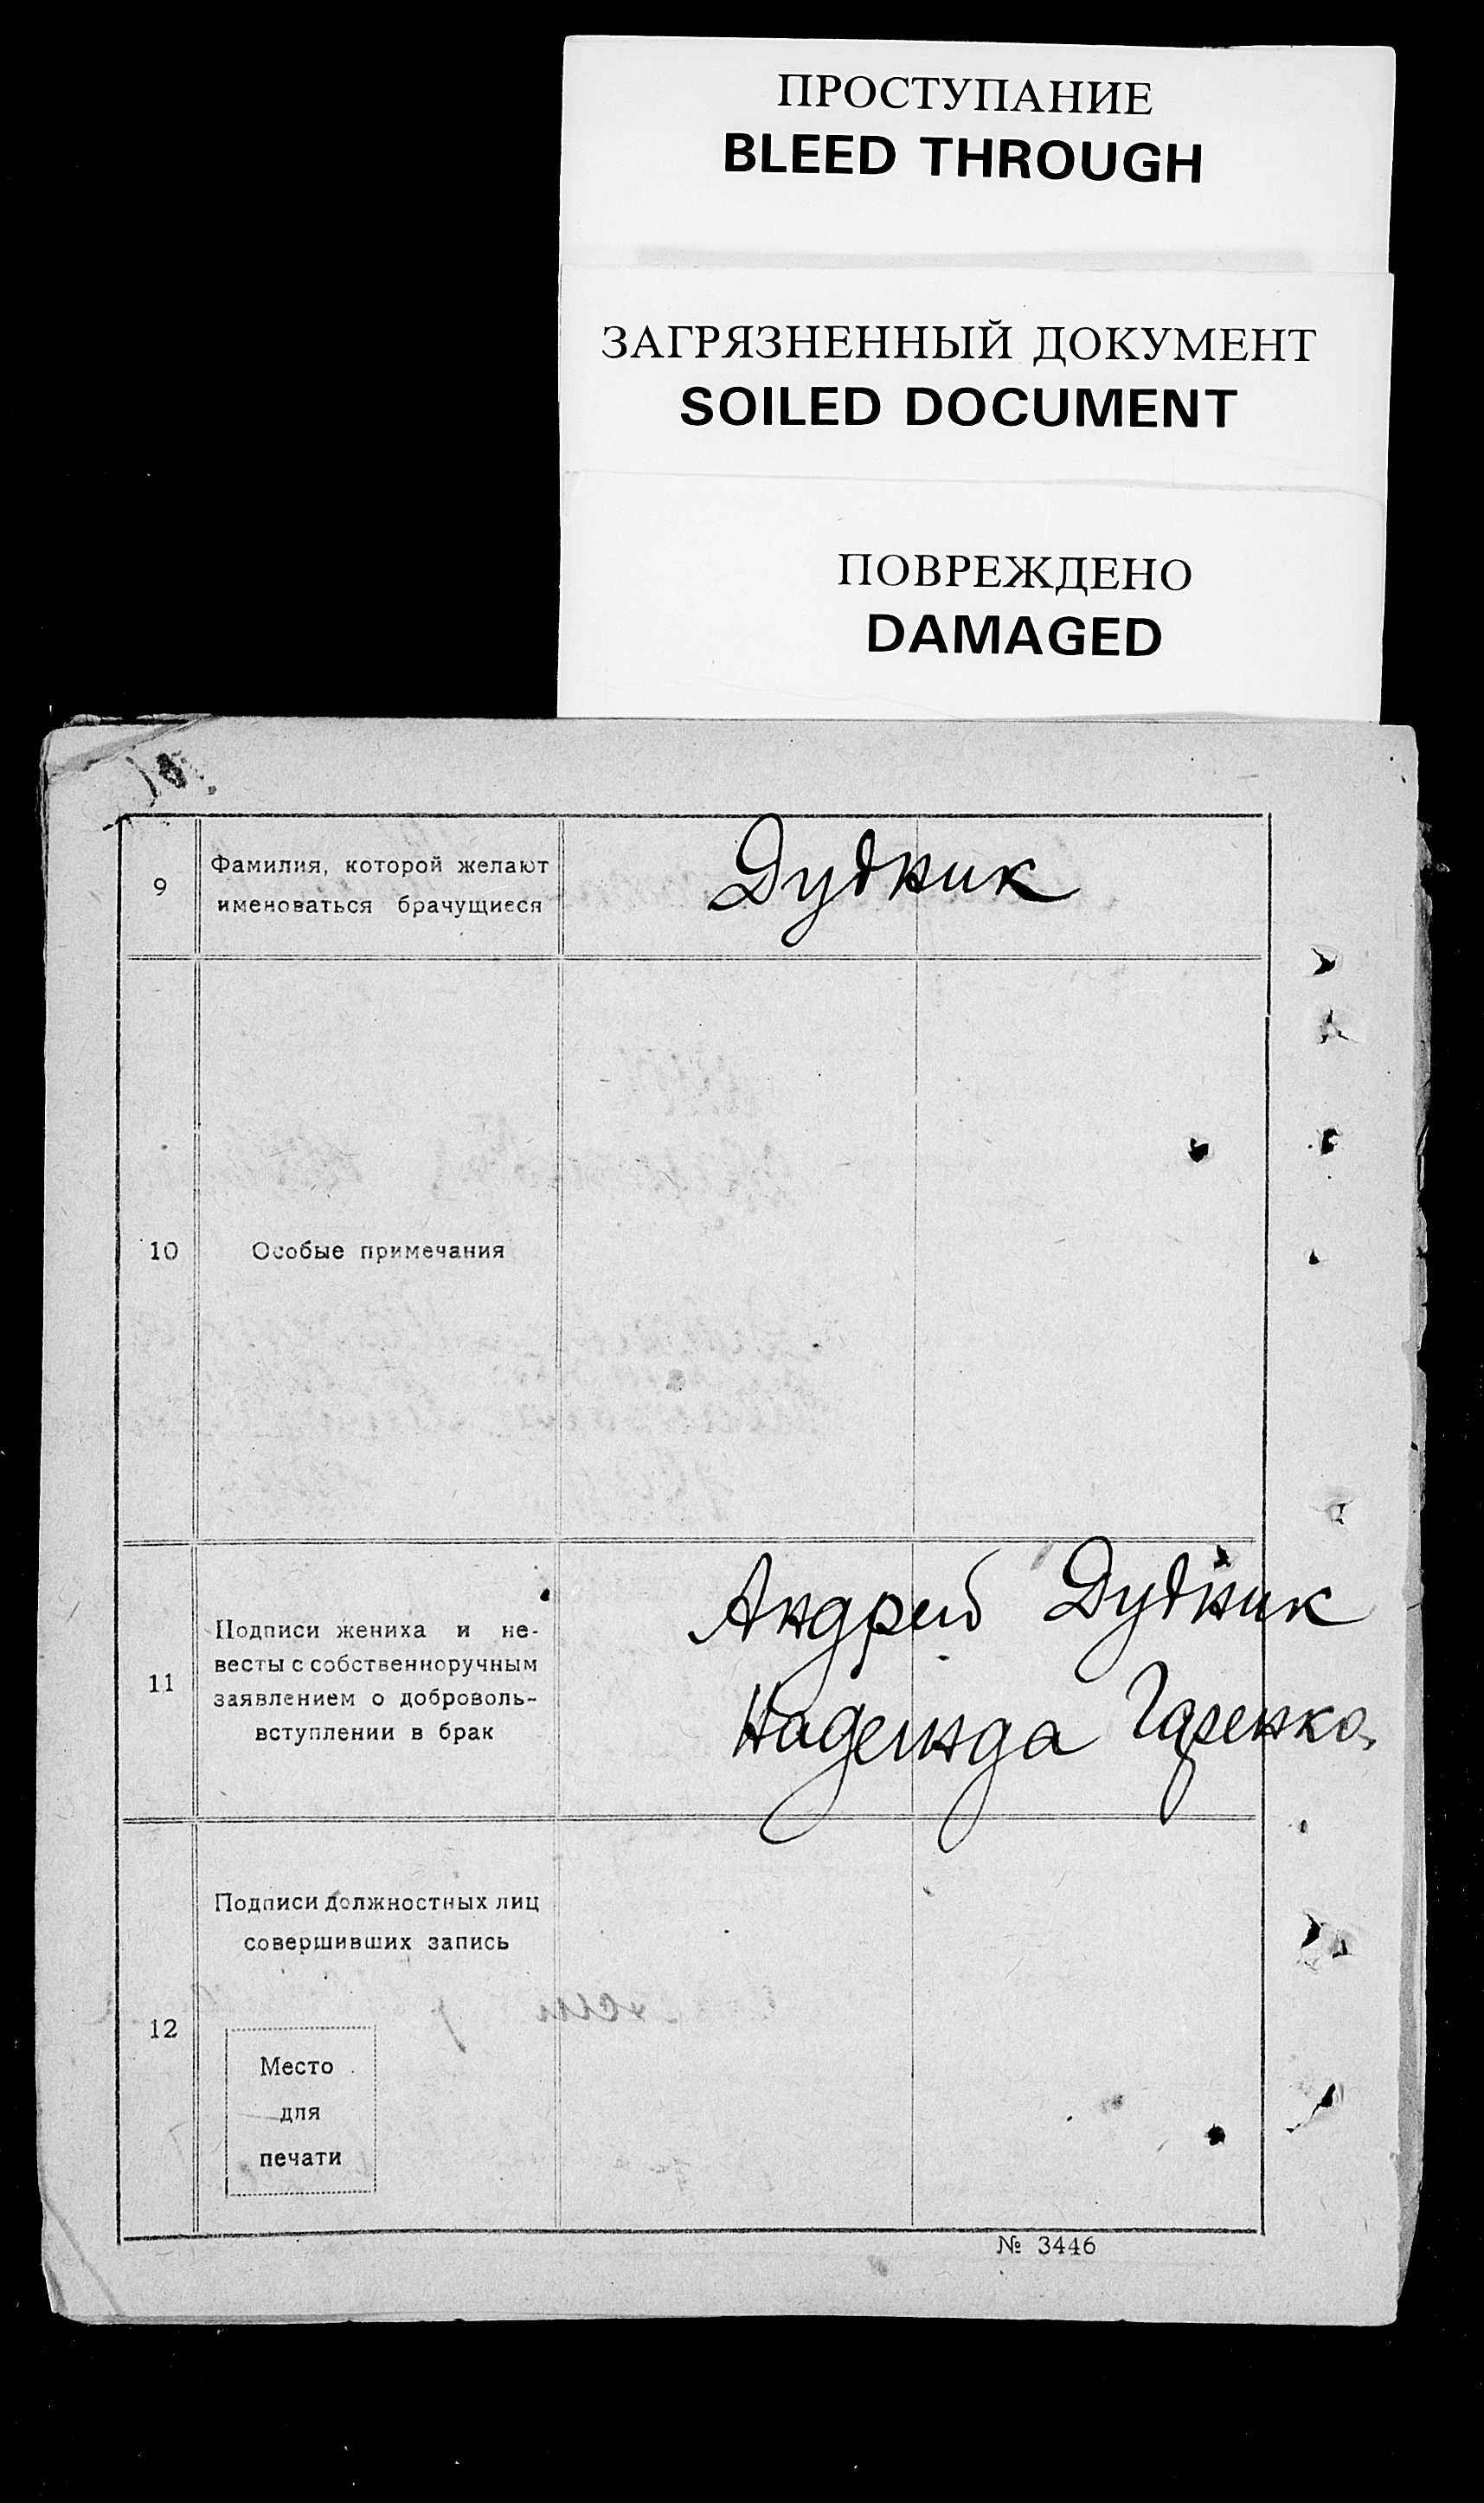 ПРОСТУПАНИЕ
BLEED THROUGH
ЗАГРЯЗНЕННЫЙ ДОКУМЕНТ
SOILED DOCUMENT
ПОВРЕЖДЕНО
DAMAGED
9
Фамилия, которой желают
именоваться брачущиеся
Дудник
10
Особые примечания
11
Подписи жениха и не-
весты с собственноручным
заявлением о доброволь-
вступлении в брак
Андрей Дудник
Надежда
12
Подписи должностных лиц
совершивших запись
Место
для
печати
№ 3446